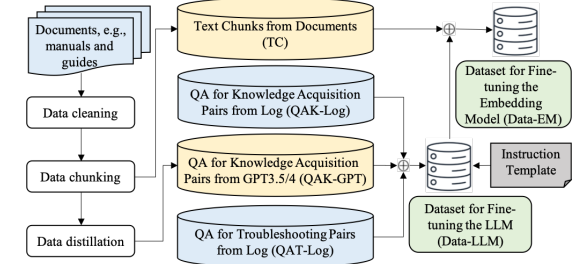 Documents, e.g.,
manuals and
guides
Data cleaning
Data chunking
Data distillation
Text Chunks from Documents
(TC)
QA for Knowledge Acquisition
Pairs from Log (QAK-Log)
QA for Knowledge Acquisition
Pairs from GPT3.5/4 (QAK-GPT)
QA for Troubleshooting Pairs
from Log (QAT-Log)
Dataset for Fine-
tuning the
Embedding
Model (Data-EM)
Instruction
Template
Dataset for Fine-
tuning the LLM
(Data-LLM)